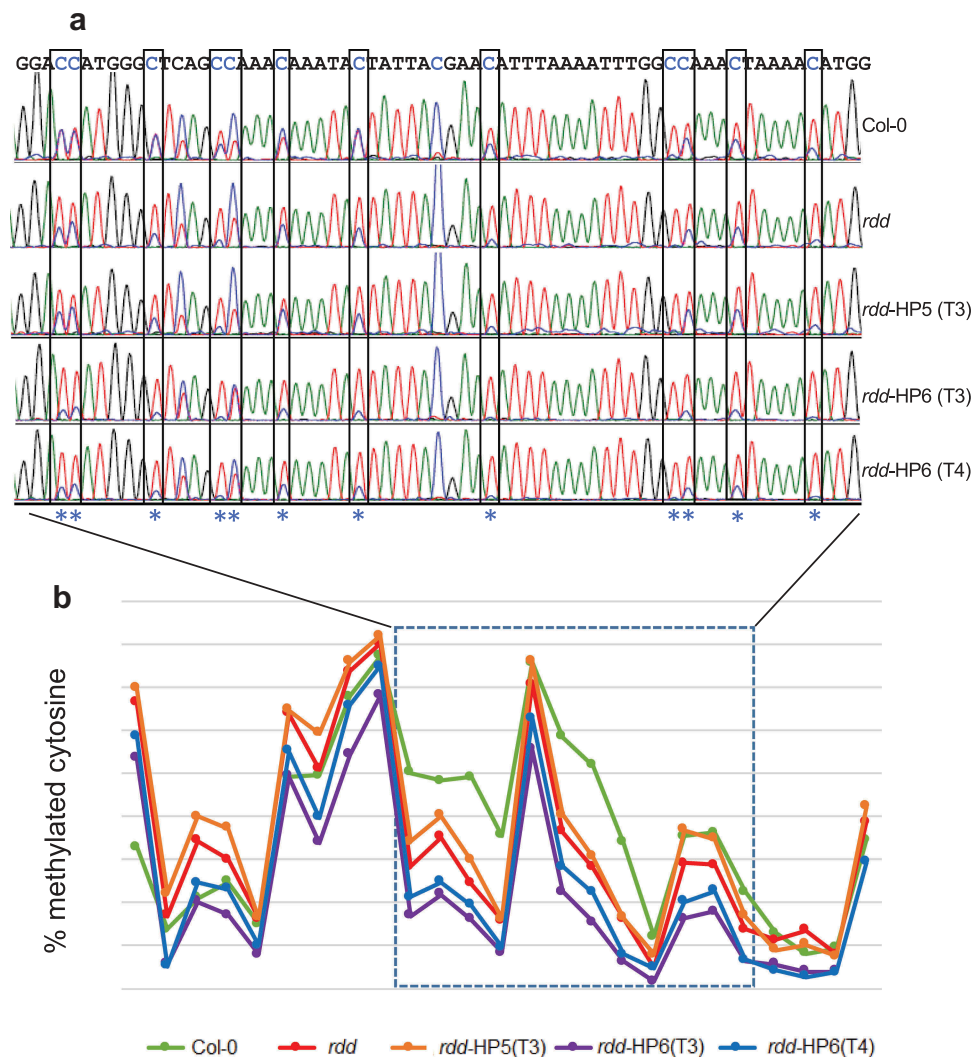 a
GGACCATGGGCTCAGCCAAACAAATACTATTACGAACATTTAAAATTTGGCCAAACTAAAACATGG
Col-0
rdd
rdd-HP5 (T3)
rdd-HP6 (T3)
rdd-HP6 (T4)
** * ** * * * ** * *
b
% methylated cytosine
Col-0 rdd rdd-HP5(T3) rdd-HP6(T3) rdd-HP6(T4)